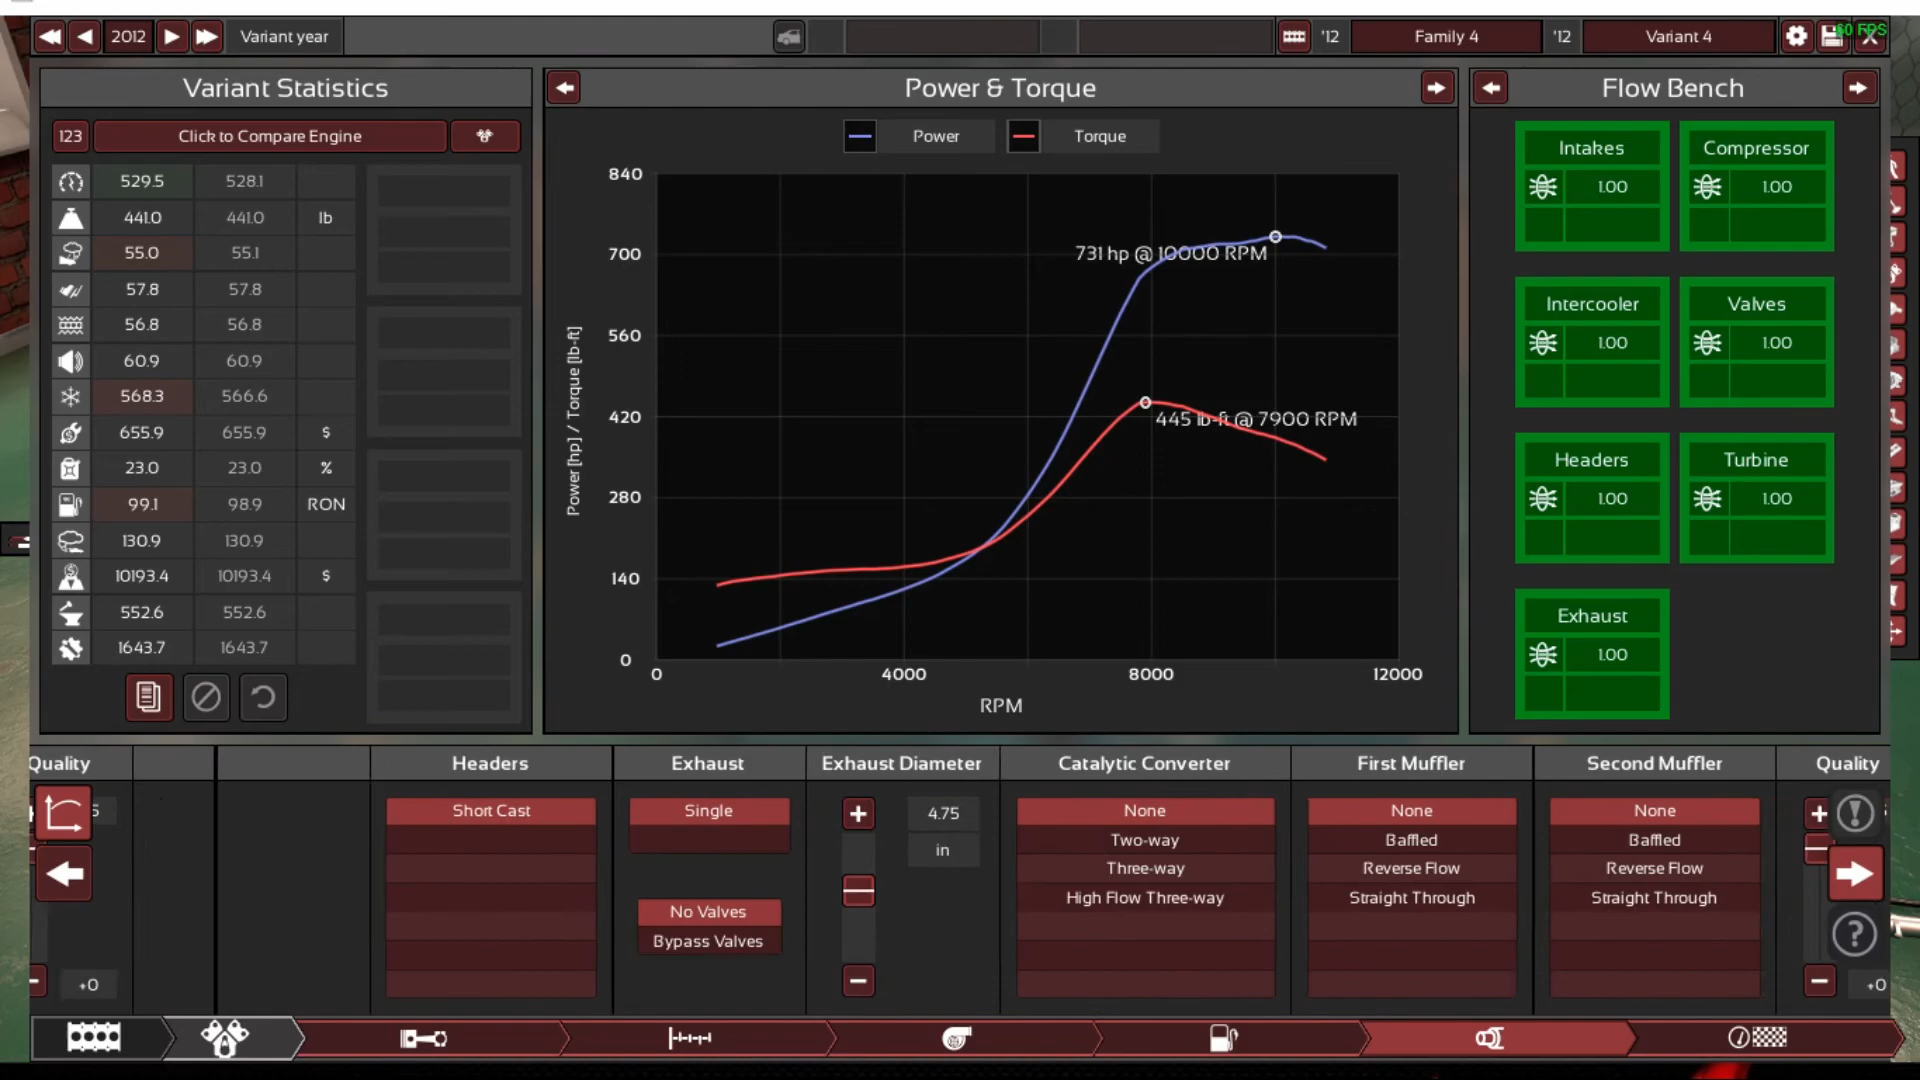 60 FPS
2012
Variant year
'12
Family 4
'12
Variant 4
Variant Statistics
123
Click to Compare Engine
529.5 528.1
441.0 441.0 lb
55.0 55.1
57.8 57.8
56.8 56.8
60.9 60.9
568.3 566.6
655.9 655.9 $
23.0 23.0 %
99.1 98.9 RON
130.9 130.9
10193.4 10193.4 $
552.6 552.6
1643.7 1643.7
Power & Torque
Power
Torque
Power [hp] / Torque [lb-ft]
840
700
560
420
280
140
0
731 hp @ 10000 RPM
445 lb-ft @ 7900 RPM
0 4000 8000 12000
RPM
Flow Bench
Intakes
1.00
Compressor
1.00
Intercooler
1.00
Valves
1.00
Headers
1.00
Turbine
1.00
Exhaust
1.00
Quality
5
+0
Headers
Short Cast
Exhaust
Single
No Valves
Bypass Valves
Exhaust Diameter
4.75
in
Catalytic Converter
None
Two-way
Three-way
High Flow Three-way
First Muffler
None
Baffled
Reverse Flow
Straight Through
Second Muffler
None
Baffled
Reverse Flow
Straight Through
Quality
+0